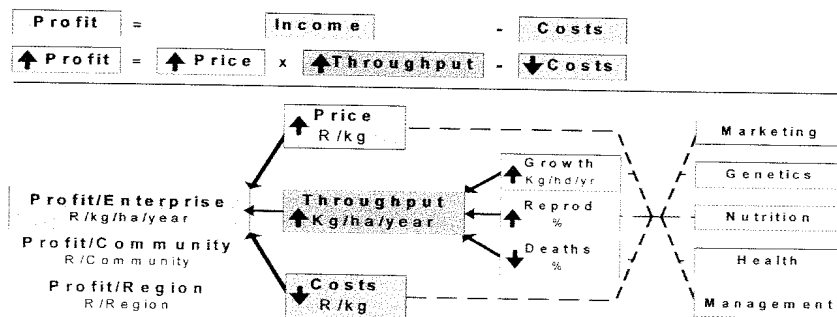 Profit = Income - Costs
Profit = Price x Throughput - Costs
Price
R/kg
Marketing
Growth
Kg/hd/yr
Genetics
Profit/Enterprise
R/kg/ha/year
Throughput
Kg/ha/year
Reprod
%
Nutrition
Profit/Community
R/Community
Deaths
%
Health
Profit/Region
R/Region
Costs
R/kg
Management